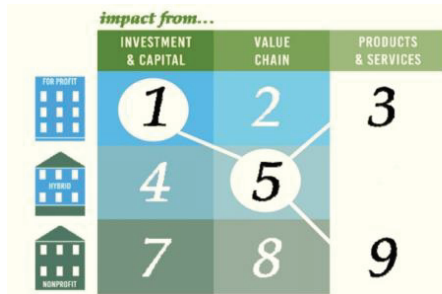 impact from...
INVESTMENT & CAPITAL
VALUE CHAIN
PRODUCTS & SERVICES
FOR PROFIT
1 2 3
HYBRID
4 5
NONPROFIT
7 8 9